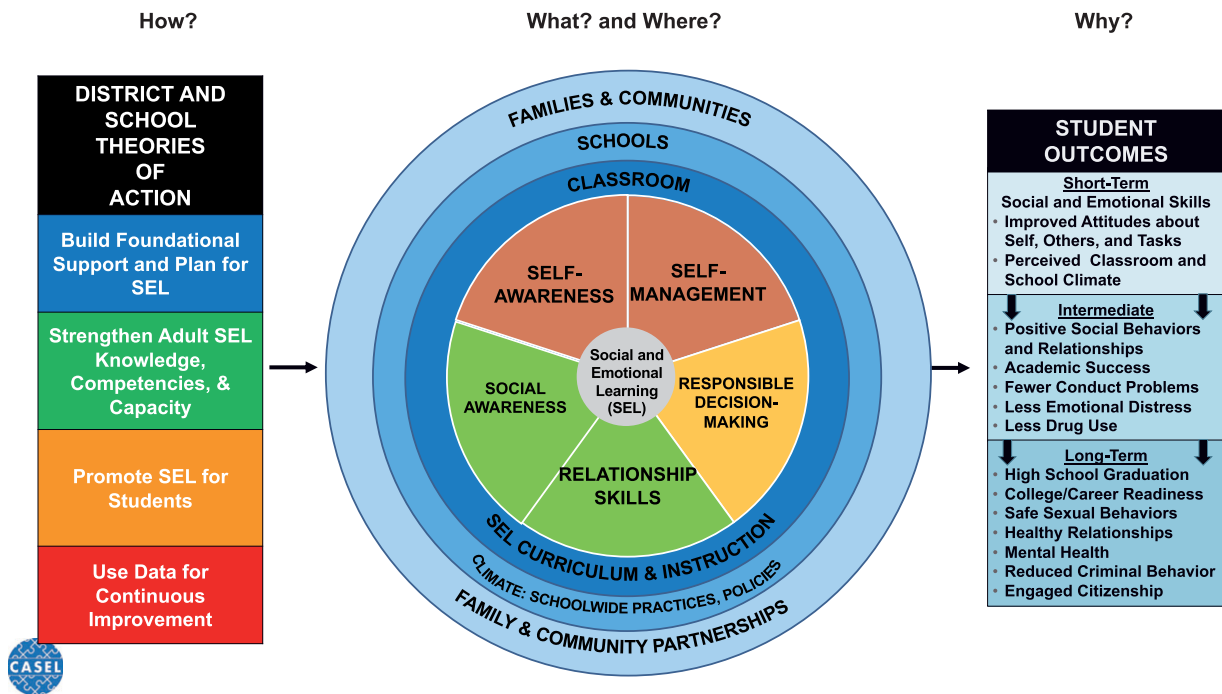 How?
What? and Where?
Why?
DISTRICT AND
SCHOOL
THEORIES
OF
ACTION
Build Foundational
Support and Plan for
SEL
Strengthen Adult SEL
Knowledge,
Competencies, &
Capacity
Promote SEL for
Students
Use Data for
Continuous
Improvement
CASEL
FAMILIES & COMMUNITIES
SCHOOLS
CLASSROOM
SELF-
AWARENESS
SELF-
MANAGEMENT
Social and
Emotional
Learning
(SEL)
SOCIAL
AWARENESS
RESPONSIBLE
DECISION-
MAKING
RELATIONSHIP
SKILLS
SEL CURRICULUM & INSTRUCTION
CLIMATE: SCHOOLWIDE PRACTICES, POLICIES
FAMILY & COMMUNITY PARTNERSHIPS
STUDENT
OUTCOMES
Short-Term
Social and Emotional Skills
• Improved Attitudes about
Self, Others, and Tasks
• Perceived Classroom and
School Climate
Intermediate
• Positive Social Behaviors
and Relationships
• Academic Success
• Fewer Conduct Problems
• Less Emotional Distress
• Less Drug Use
Long-Term
• High School Graduation
• College/Career Readiness
• Safe Sexual Behaviors
• Healthy Relationships
• Mental Health
• Reduced Criminal Behavior
• Engaged Citizenship